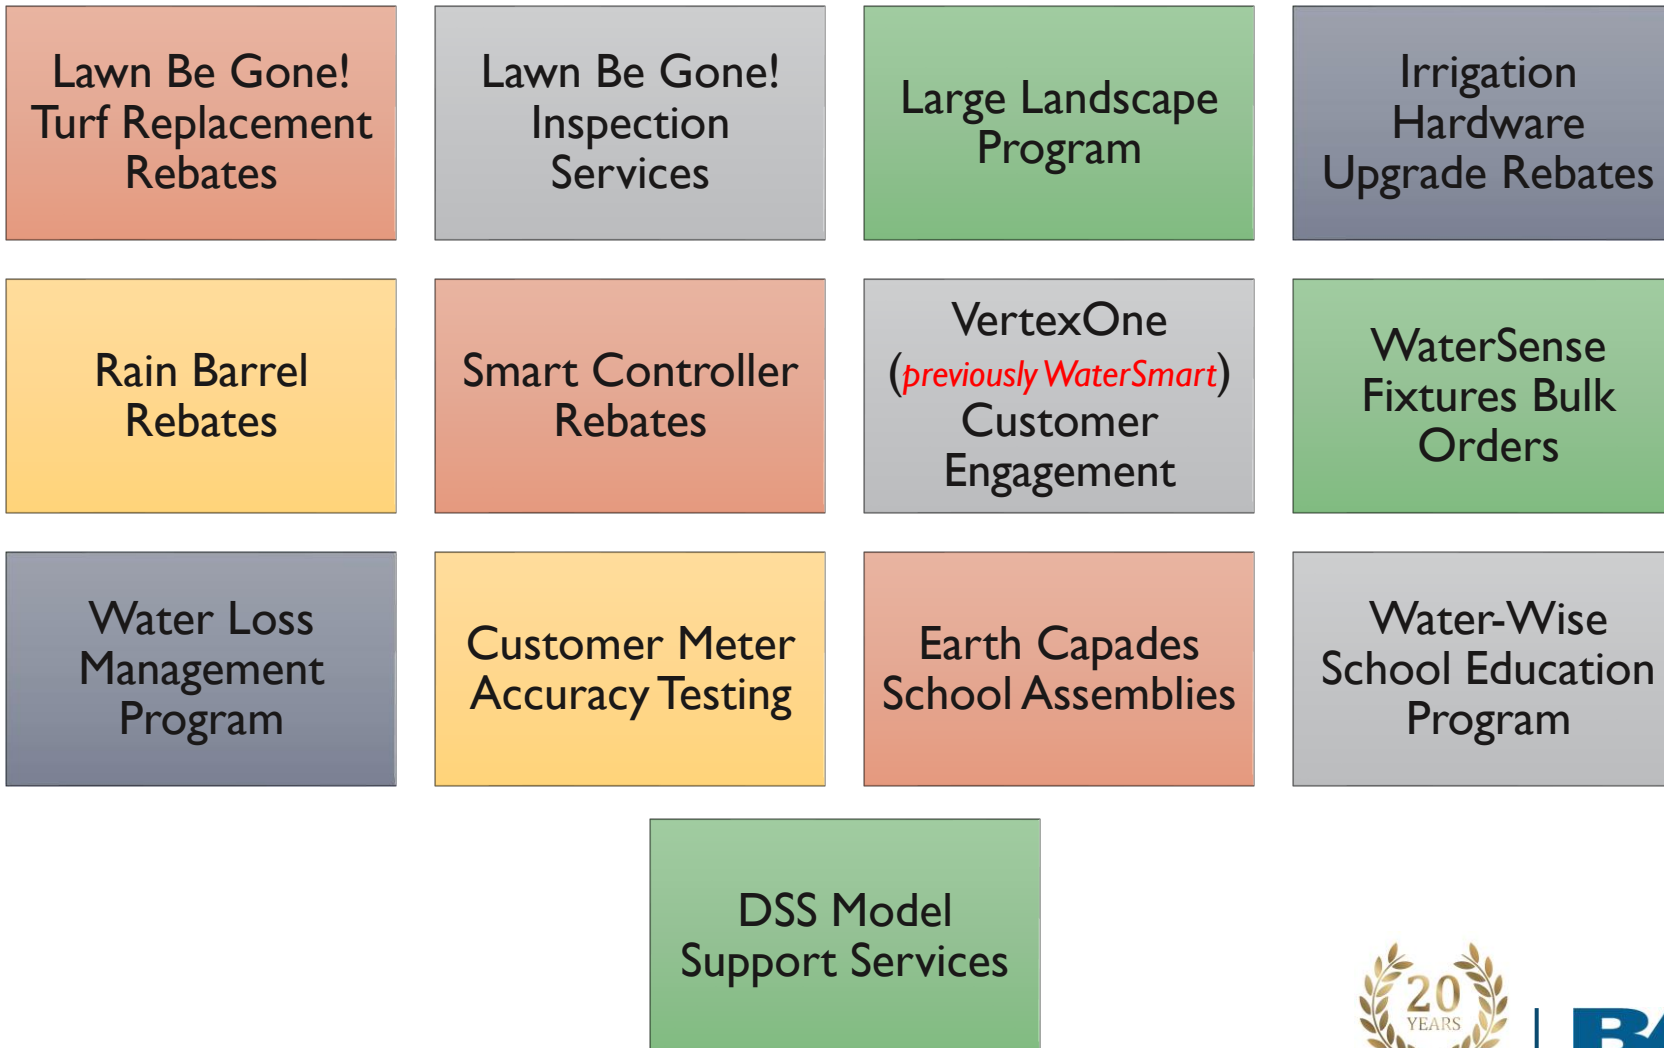 Lawn Be Gone!
Turf Replacement
Rebates
Lawn Be Gone!
Inspection
Services
Large Landscape
Program
Irrigation
Hardware
Upgrade Rebates
Rain Barrel
Rebates
Smart Controller
Rebates
VertexOne
(previously WaterSmart)
Customer
Engagement
WaterSense
Fixtures Bulk
Orders
Water Loss
Management
Program
Customer Meter
Accuracy Testing
Earth Capades
School Assemblies
Water-Wise
School Education
Program
DSS Model
Support Services
20
YEARS